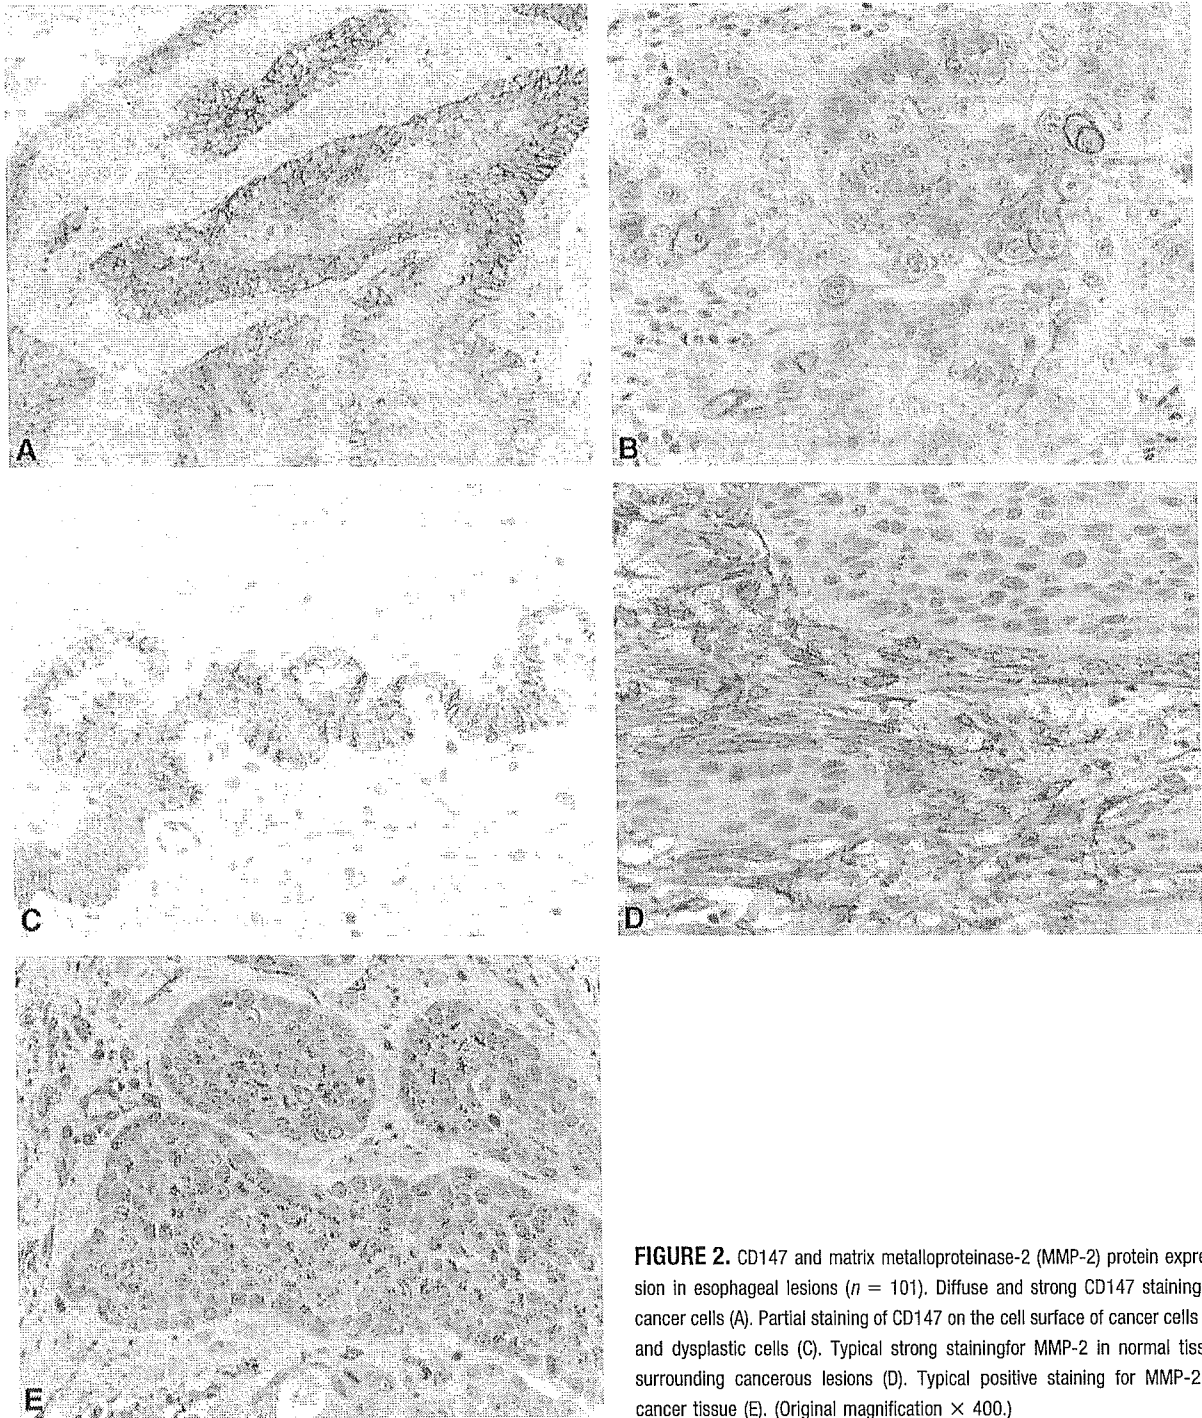 A
B
C
D
E
FIGURE 2. CD147 and matrix metalloproteinase-2 (MMP-2) protein expre
sion in esophageal lesions (n = 101). Diffuse and strong CD147 staining
cancer cells (A). Partial staining of CD147 on the cell surface of cancer cells
and dysplastic cells (C). Typical strong stainingfor MMP-2 in normal tiss
surrounding cancerous lesions (D). Typical positive staining for MMP-2
cancer tissue (E). (Original magnification × 400.)